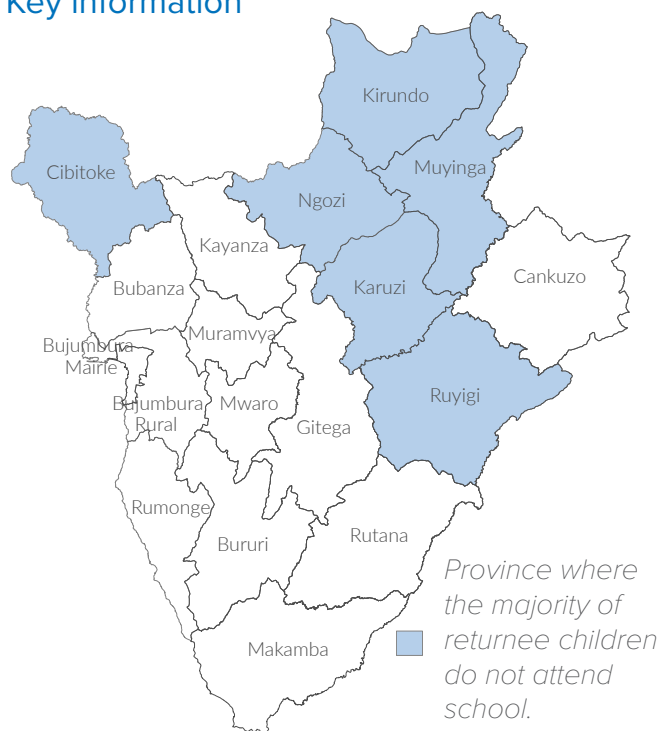 Key Information
Kirundo
Cibitoke
Muyinga
Ngozi
Kayanza
Cankuzo
Bubanza
Karuzi
Muramvya
Bujumbura
Mairie
Ruyigi
Bujumbura
Rural
Mwaro
Gitega
Rumonge
Bururi
Rutana
Makamba
Province where
the majority of
returnee children
do not attend
school.